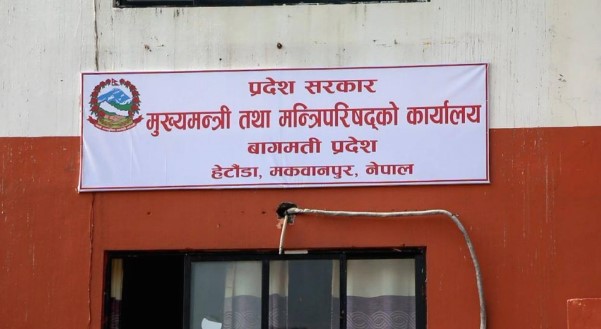 प्रदेश सरकार
मुख्यमन्त्री तथा मन्त्रिपरिषद्को कार्यालय
बागमती प्रदेश
हेटौंडा, मकवानपुर, नेपाल